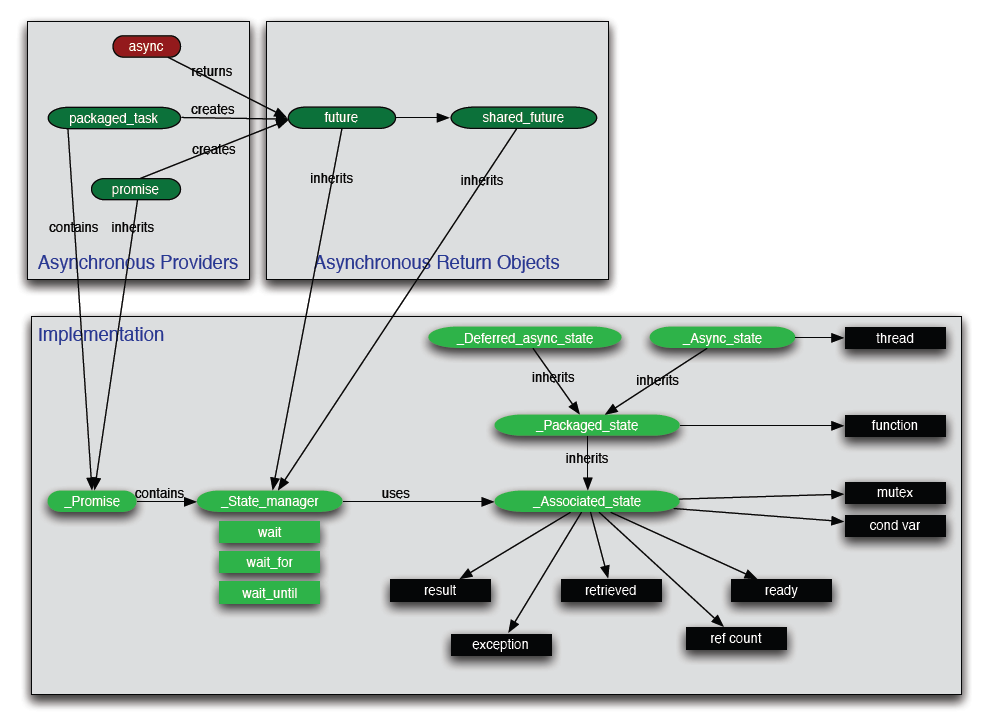 async
returns
packaged_task
creates
future
shared_future
creates
promise
inherits
inherits
contains
inherits
Asynchronous Providers
Asynchronous Return Objects
Implementation
_Deferred_async_state
_Async_state
thread
inherits
inherits
_Packaged_state
function
inherits
_Promise
contains
_State_manager
uses
_Associated_state
mutex
cond var
wait
wait_for
wait_until
result
retrieved
ready
exception
ref count